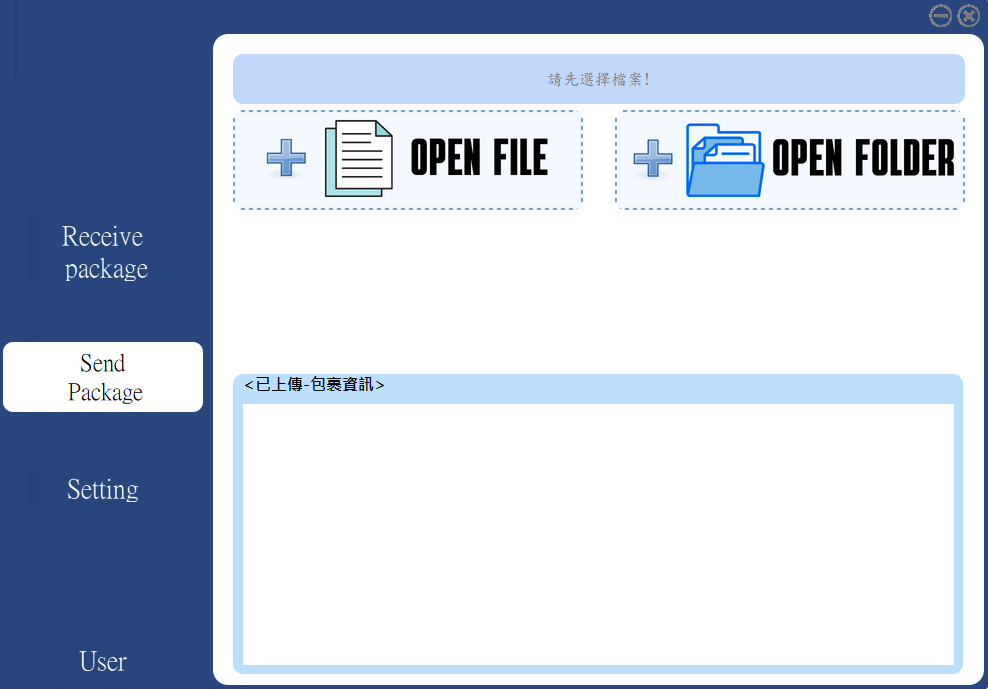 請先選擇檔案!
OPEN FILE
OPEN FOLDER
Receive
package
Send
Package
<已上傳-包裹資訊>
Setting
User